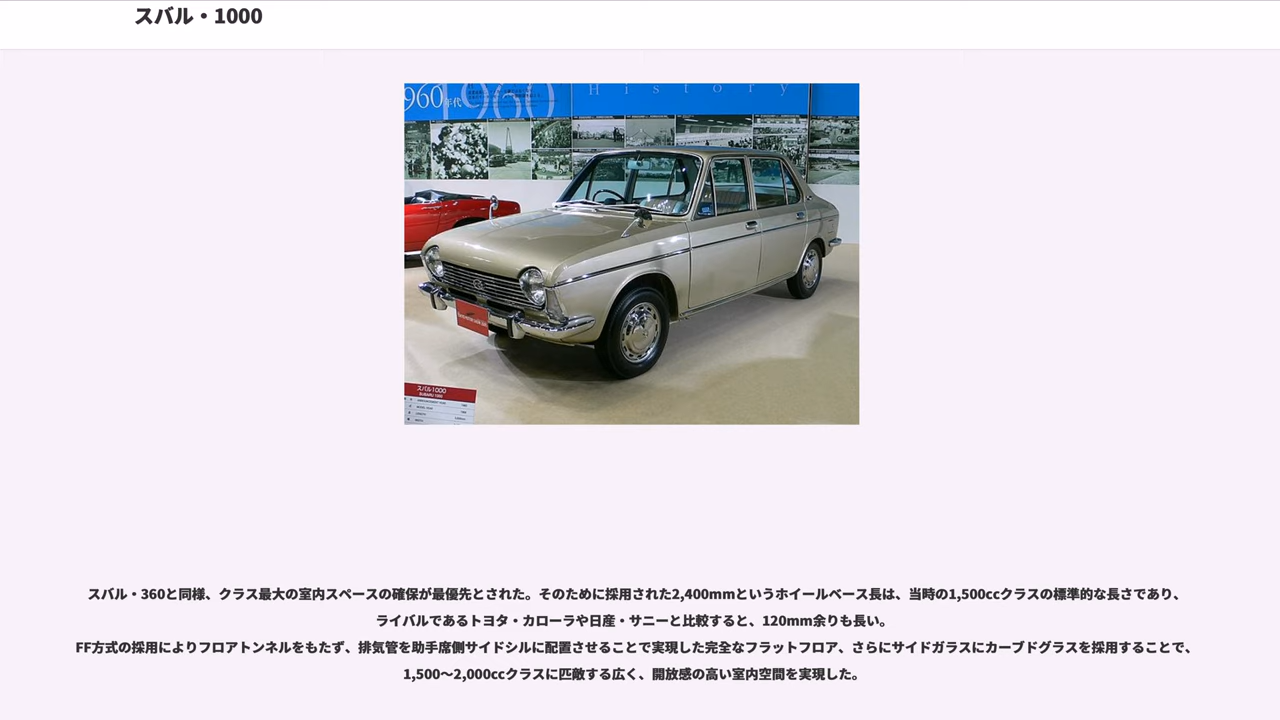 スバル・1000
960年代
1960
History
スバル1000
SUBARU 1000
スバル・360と同様、クラス最大の室内スペースの確保が最優先とされた。そのために採用された2,400mmというホイールベース長は、当時の1,500ccクラスの標準的な長さであり、
ライバルであるトヨタ・カローラや日産・サニーと比較すると、120mm余りも長い。
FF方式の採用によりフロアトンネルをもたず、排気管を助手席側サイドシルに配置させることで実現した完全なフラットフロア、さらにサイドガラスにカーブドグラスを採用することで、
1,500〜2,000ccクラスに匹敵する広く、開放感の高い室内空間を実現した。